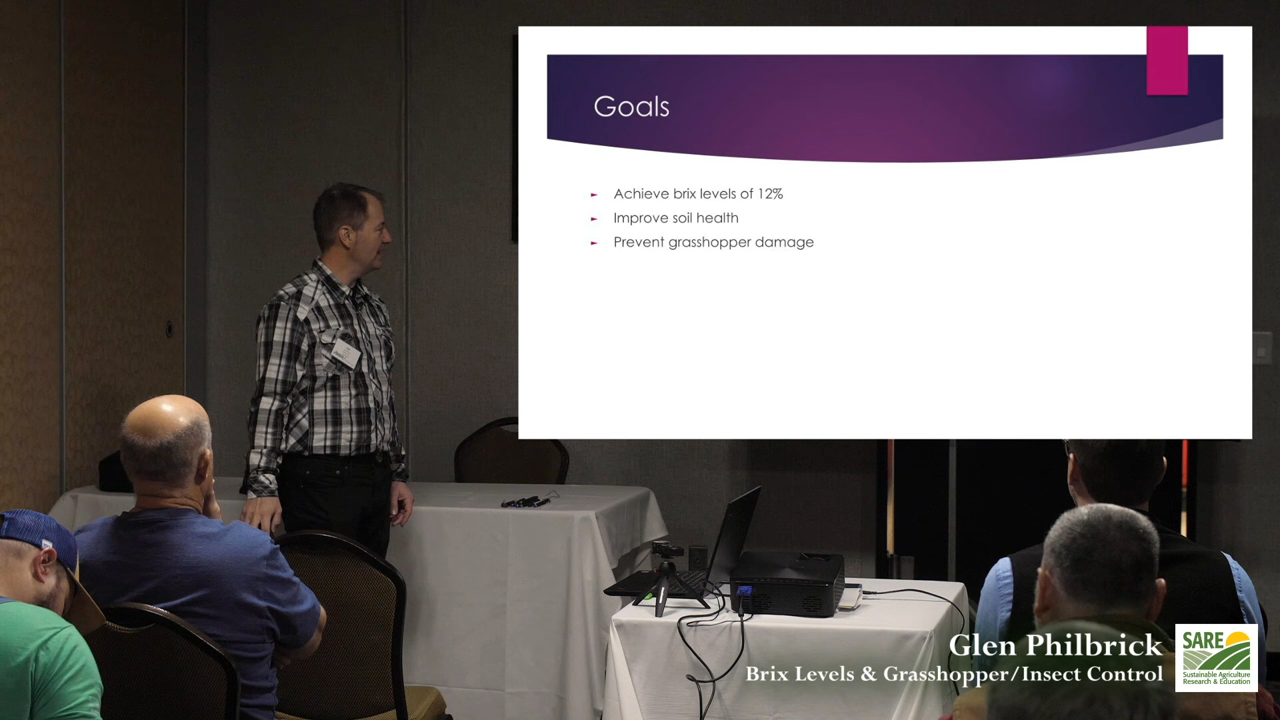 Goals
► Achieve brix levels of 12%
► Improve soil health
► Prevent grasshopper damage
Glen Philbrick
Brix Levels & Grasshopper/Insect Control
SARE
Sustainable Agriculture
Research & Education